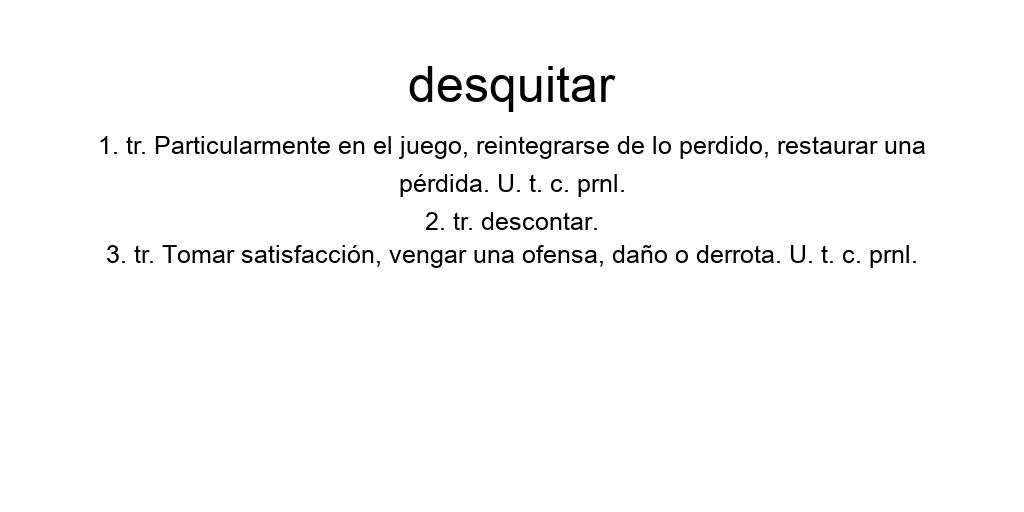 desquitar
1. tr. Particularmente en el juego, reintegrarse de lo perdido, restaurar una
pérdida. U. t. c. prnl.
2. tr. descontar.
3. tr. Tomar satisfacción, vengar una ofensa, daño o derrota. U. t. c. prnl.